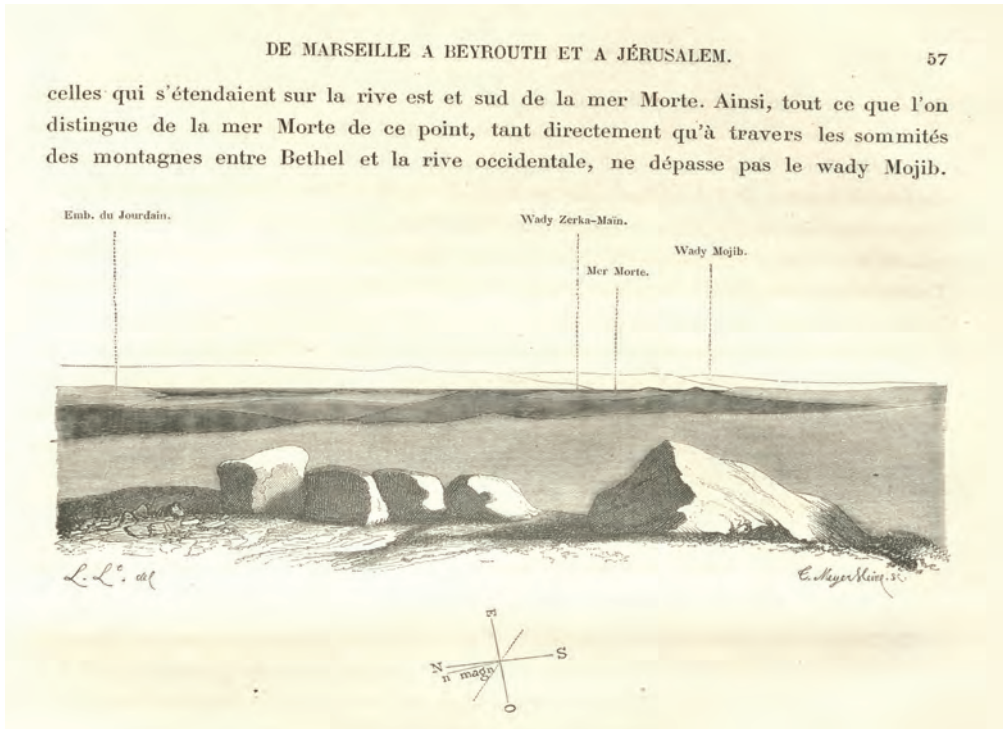 DE MARSEILLE A BEYROUTH ET A JÉRUSALEM. 57
celles qui s'étendaient sur la rive est et sud de la mer Morte. Ainsi, tout ce que l'on
distingue de la mer Morte de ce point, tant directement qu'à travers les sommités
des montagnes entre Bethel et la rive occidentale, ne dépasse pas le wady Mojib.
Emb. du Jourdain.
Wady Zerka-Maïn.
Wady Mojib.
Mer Morte.
L. Lc. del
E
N S
n magn
O